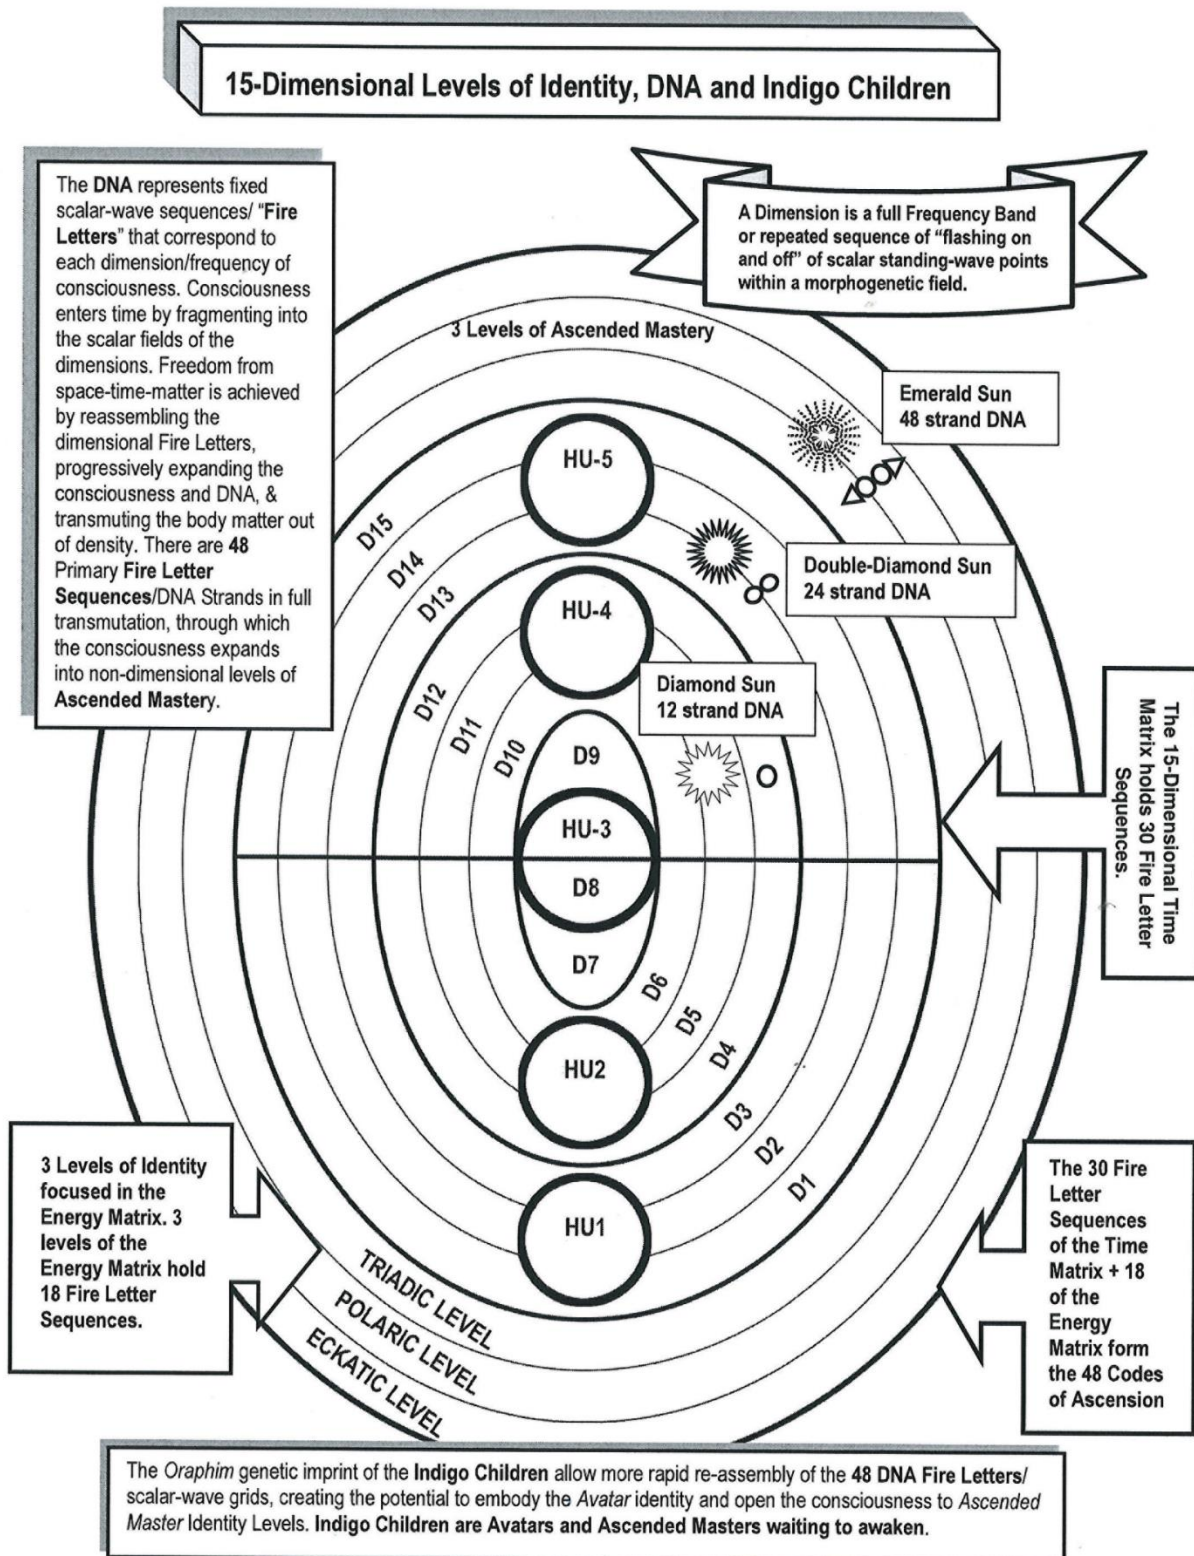 15-Dimensional Levels of Identity, DNA and Indigo Children
The DNA represents fixed
scalar-wave sequences/ "Fire
Letters" that correspond to
each dimension/frequency of
consciousness. Consciousness
enters time by fragmenting into
the scalar fields of the
dimensions. Freedom from
space-time-matter is achieved
by reassembling the
dimensional Fire Letters,
progressively expanding the
consciousness and DNA, &
transmuting the body matter out
of density. There are 48
Primary Fire Letter
Sequences/DNA Strands in full
transmutation, through which
the consciousness expands
into non-dimensional levels of
Ascended Mastery.
A Dimension is a full Frequency Band
or repeated sequence of "flashing on
and off" of scalar standing-wave points
within a morphogenetic field.
3 Levels of Ascended Mastery
Emerald Sun
48 strand DNA
HU-5
D15
D14
D13
Double-Diamond Sun
24 strand DNA
HU-4
D12
D11
D10
Diamond Sun
12 strand DNA
D9
HU-3
D8
D7
The 15-Dimensional Time
Matrix holds 30 Fire Letter
Sequences.
D6
D5
D4
HU2
D3
D2
D1
HU1
3 Levels of Identity
focused in the
Energy Matrix. 3
levels of the
Energy Matrix hold
18 Fire Letter
Sequences.
TRIADIC LEVEL
POLARIC LEVEL
ECKATIC LEVEL
The 30 Fire
Letter
Sequences
of the Time
Matrix + 18
of the
Energy
Matrix form
the 48 Codes
of Ascension
The Oraphim genetic imprint of the Indigo Children allow more rapid re-assembly of the 48 DNA Fire Letters/
scalar-wave grids, creating the potential to embody the Avatar identity and open the consciousness to Ascended
Master Identity Levels. Indigo Children are Avatars and Ascended Masters waiting to awaken.